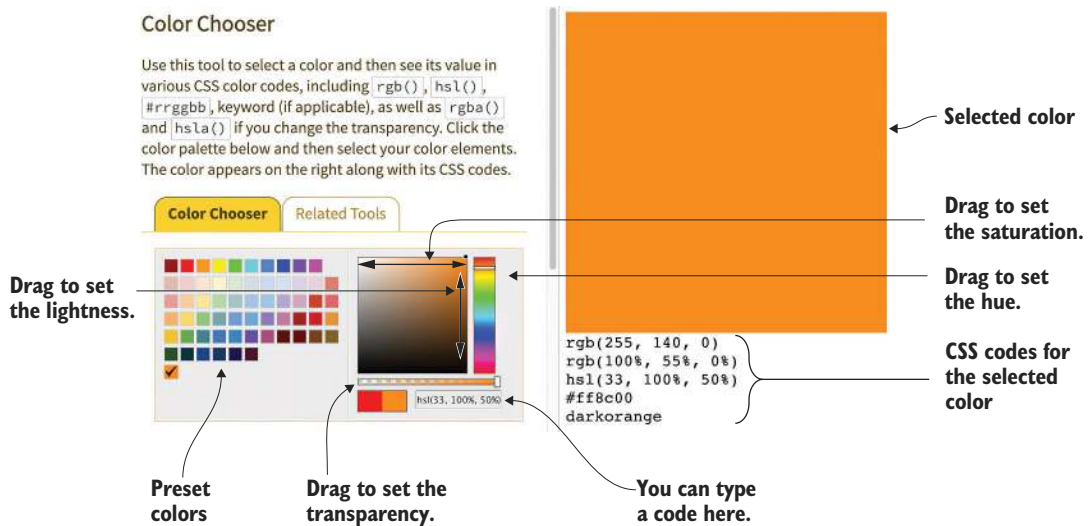 Color Chooser
Use this tool to select a color and then see its value in
various CSS color codes, including rgb(), hsl(),
#rrggbb, keyword (if applicable), as well as rgba()
and hsla() if you change the transparency. Click the
color palette below and then select your color elements.
The color appears on the right along with its CSS codes.
Color Chooser
Related Tools
Selected color
Drag to set
the saturation.
Drag to set
the hue.
Drag to set
the lightness.
hsl(33, 100%, 50%)
rgb(255, 140, 0)
rgb(100%, 55%, 0%)
hsl(33, 100%, 50%)
#ff8c00
darkorange
CSS codes for
the selected
color
Preset
colors
Drag to set the
transparency.
You can type
a code here.